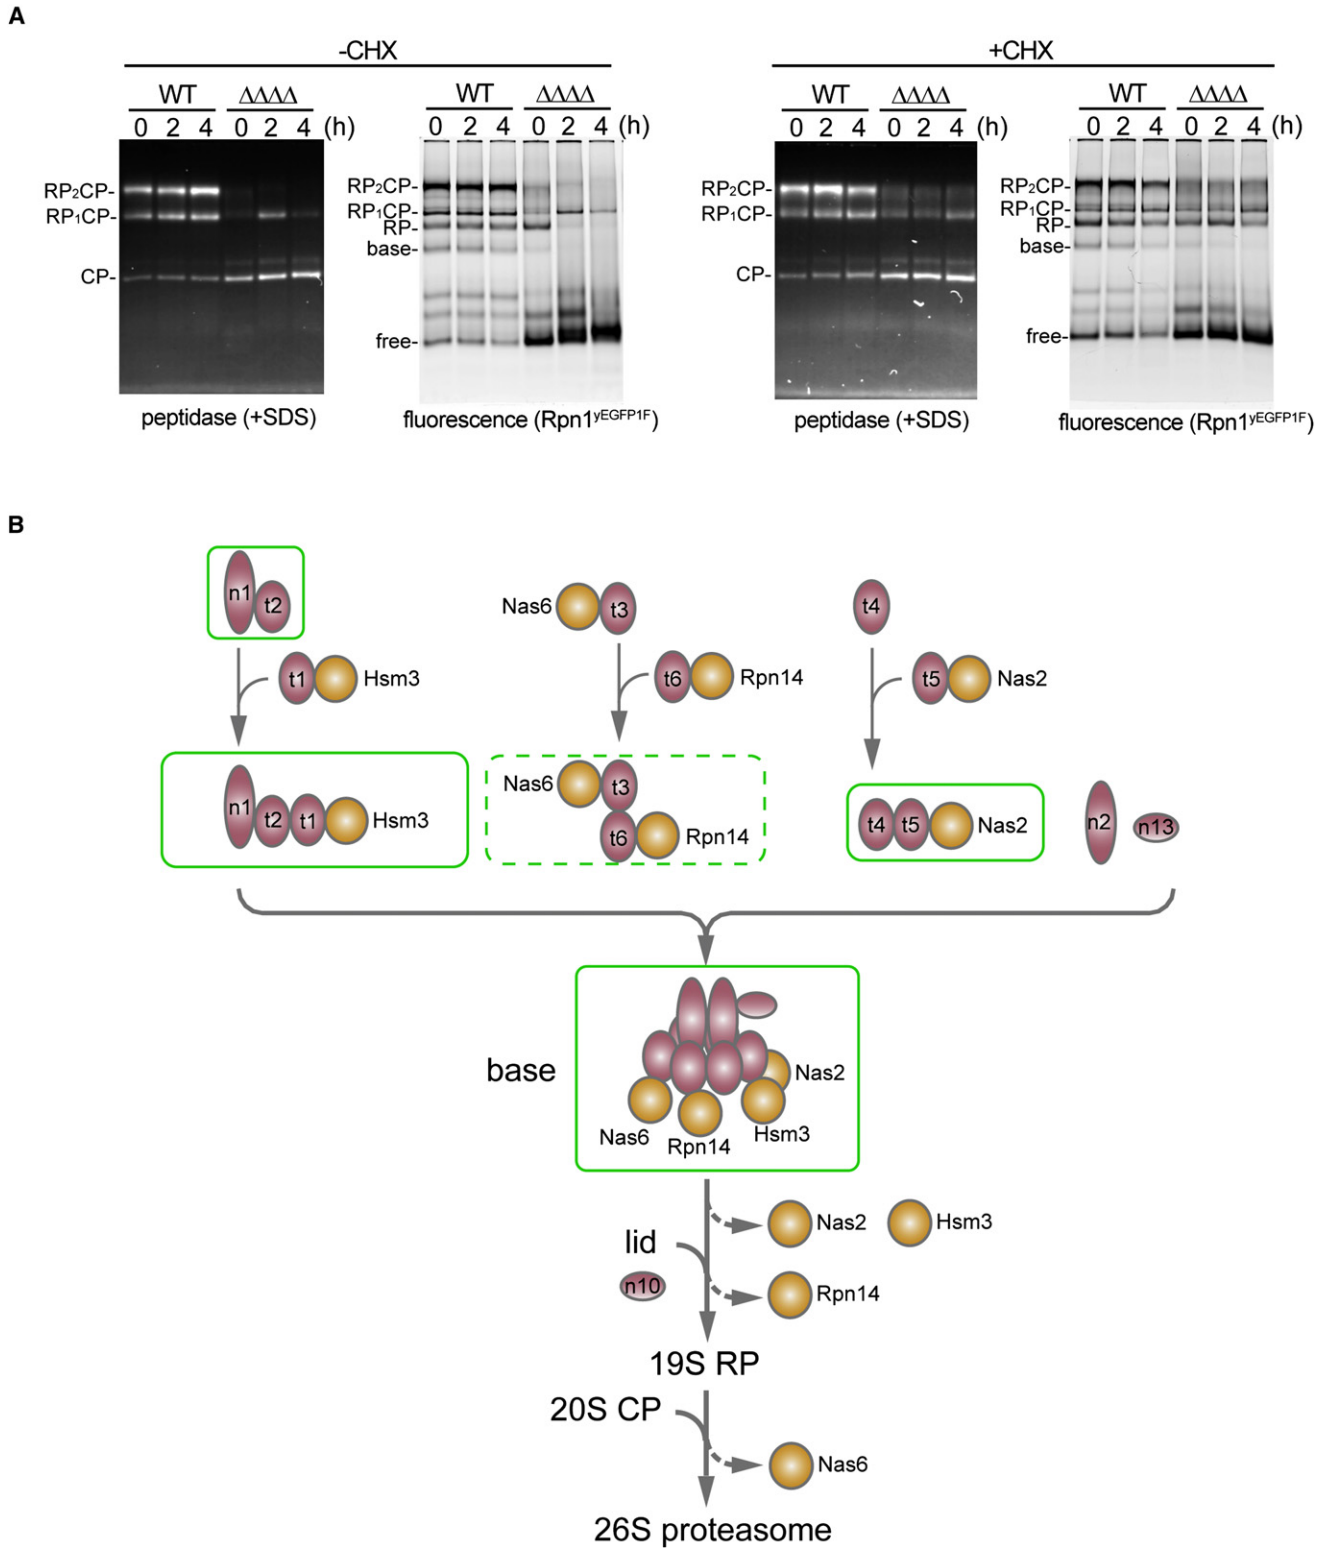 A
-CHX
+CHX
WT ΔΔΔΔ WT ΔΔΔΔ WT ΔΔΔΔ WT ΔΔΔΔ
0 2 4 0 2 4 (h) 0 2 4 0 2 4 (h) 0 2 4 0 2 4 (h) 0 2 4 0 2 4 (h)
RP₂CP- RP₂CP- RP₂CP- RP₂CP-
RP₁CP- RP₁CP- RP₁CP- RP₁CP-
RP- RP-
base- base-
CP- CP-
free- free-
peptidase (+SDS) fluorescence (Rpn1yEGFP1F) peptidase (+SDS) fluorescence (Rpn1yEGFP1F)
B
n1 t2 Nas6 t3 t4
t1 Hsm3 t6 Rpn14 t5 Nas2
Nas6 t3
n1 t2 t1 Hsm3 t4 t5 Nas2 n2 n13
t6 Rpn14
base
Nas2
Nas6 Rpn14 Hsm3
Nas2 Hsm3
lid
n10 Rpn14
19S RP
20S CP
Nas6
26S proteasome